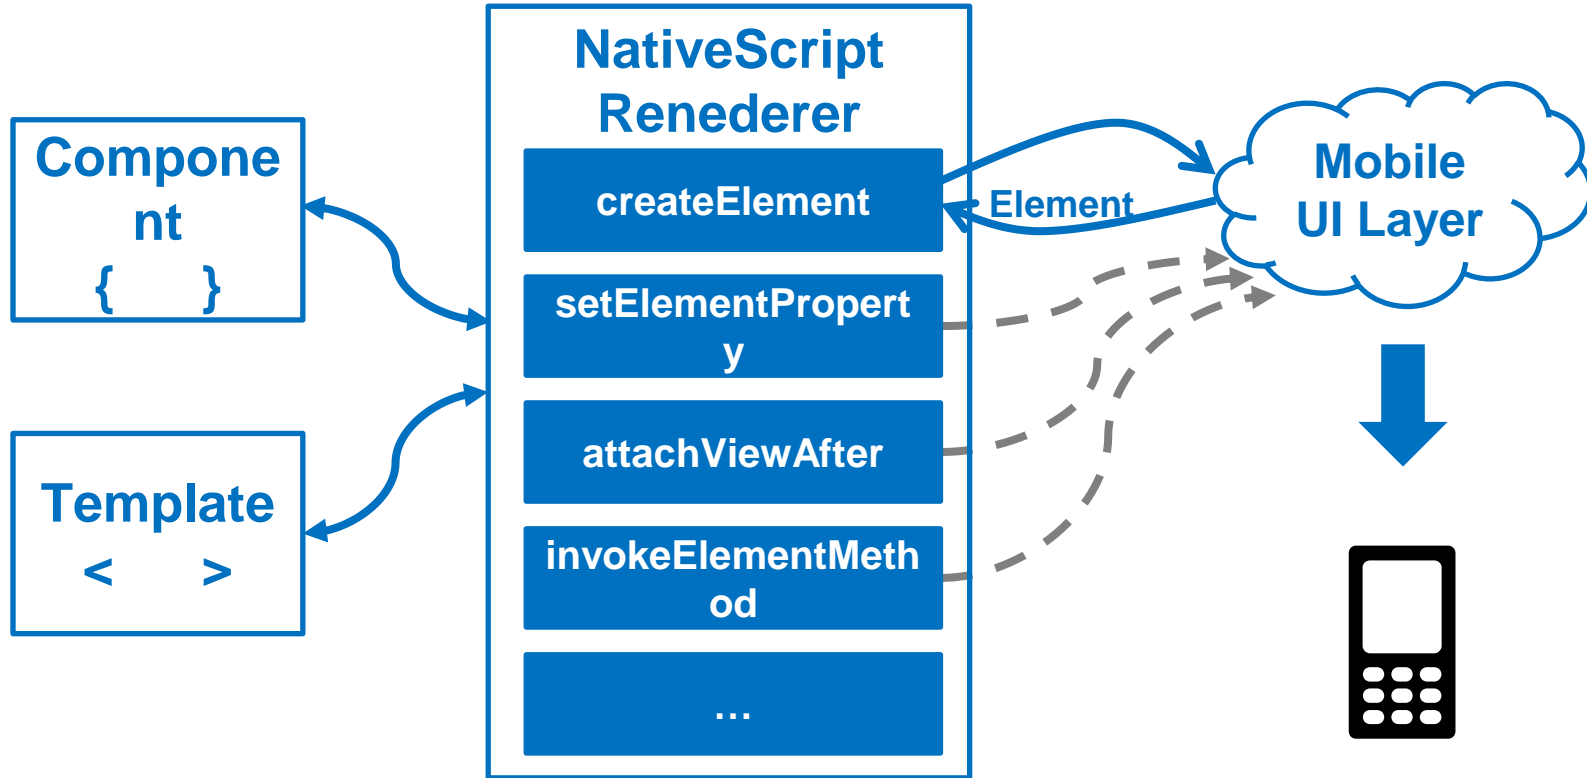 Compone
nt
{ }
Template
< >
NativeScript
Renederer
createElement
setElementPropert
y
attachViewAfter
invokeElementMeth
od
...
Element
Mobile
UI Layer